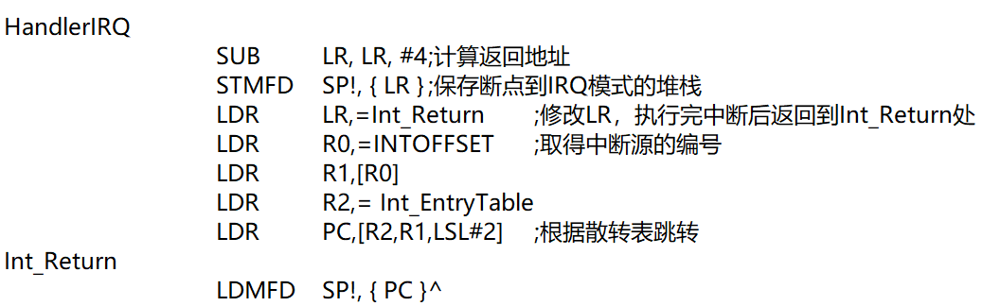 HandlerIRQ
SUB LR, LR, #4;计算返回地址
STMFD SP!, { LR };保存断点到IRQ模式的堆栈
LDR LR,=Int_Return ;修改LR，执行完中断后返回到Int_Return处
LDR R0,=INTOFFSET ;取得中断源的编号
LDR R1,[R0]
LDR R2,= Int_EntryTable
LDR PC,[R2,R1,LSL#2] ;根据散转表跳转
Int_Return
LDMFD SP!, { PC }^